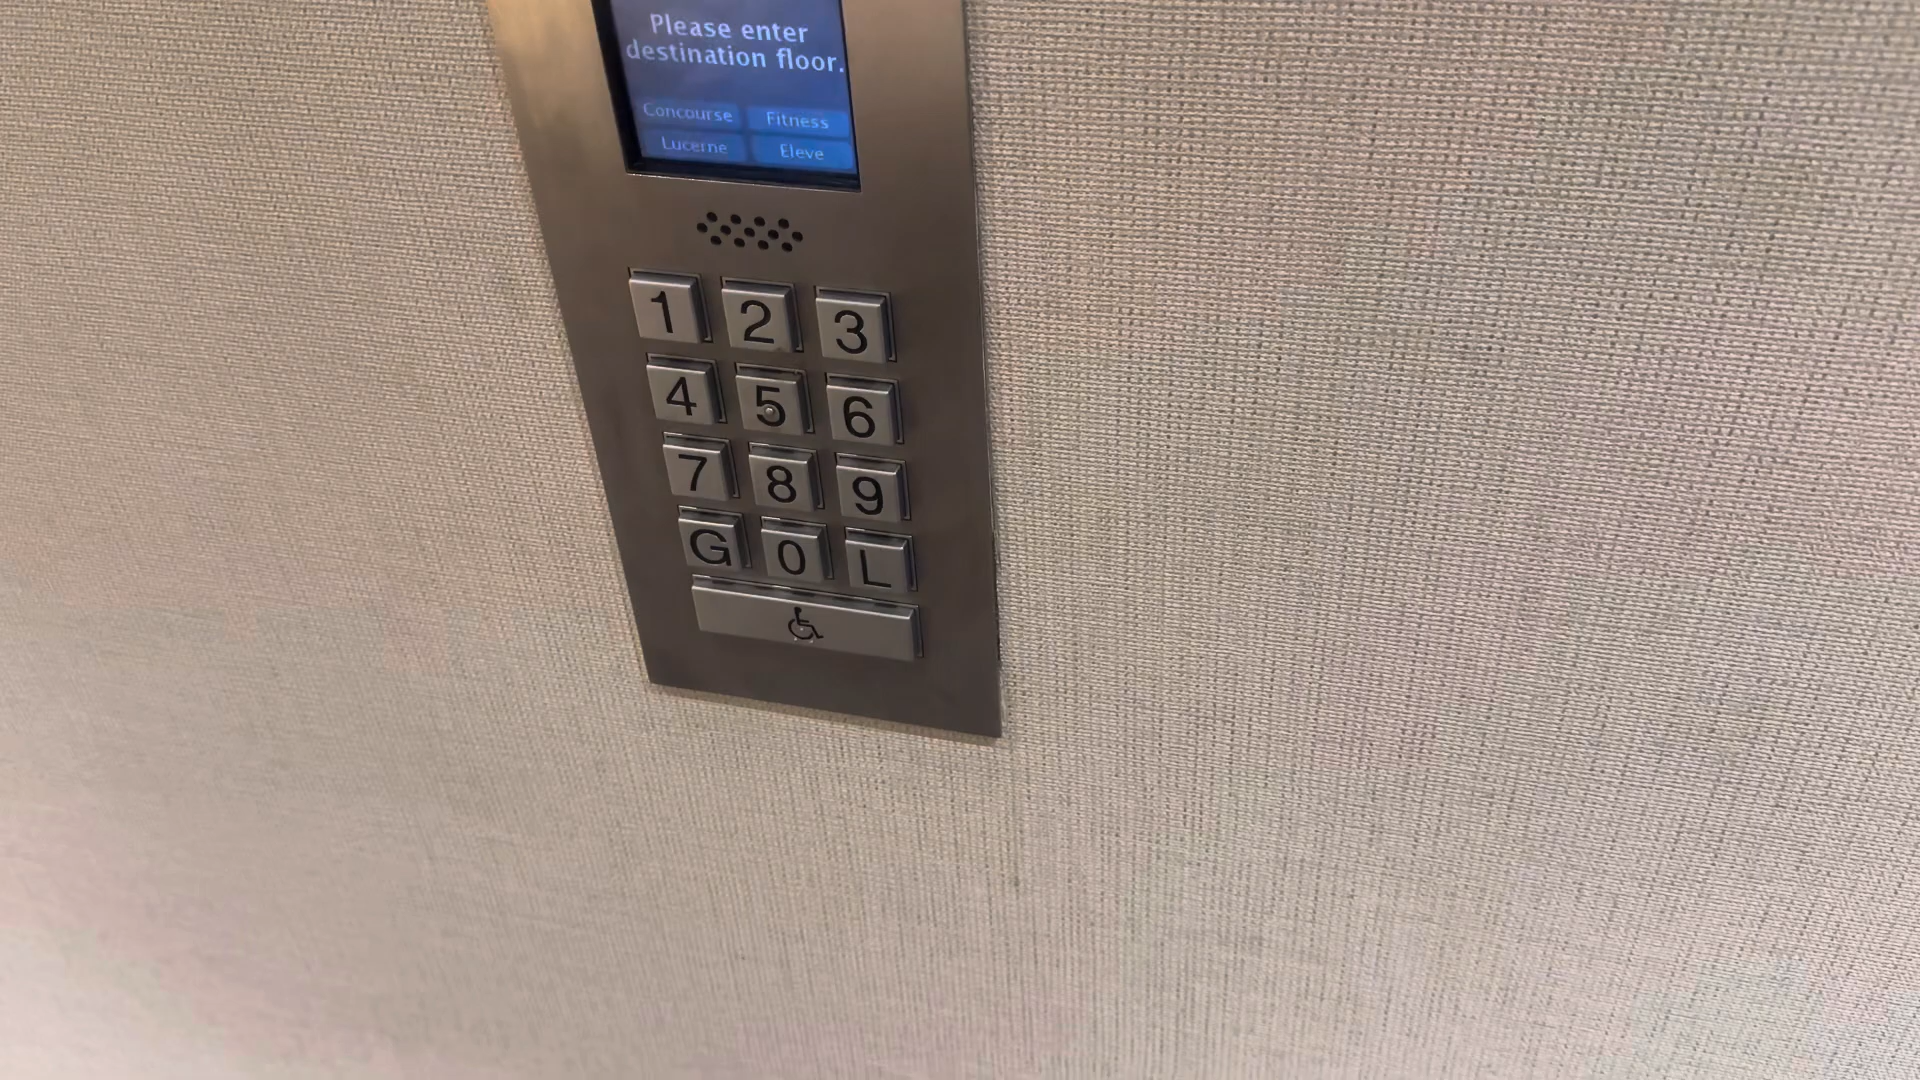 Please enter
destination floor.
Concourse Fitness
Lucerne Eleve
1 2 3
4 5 6
7 8 9
G 0 L